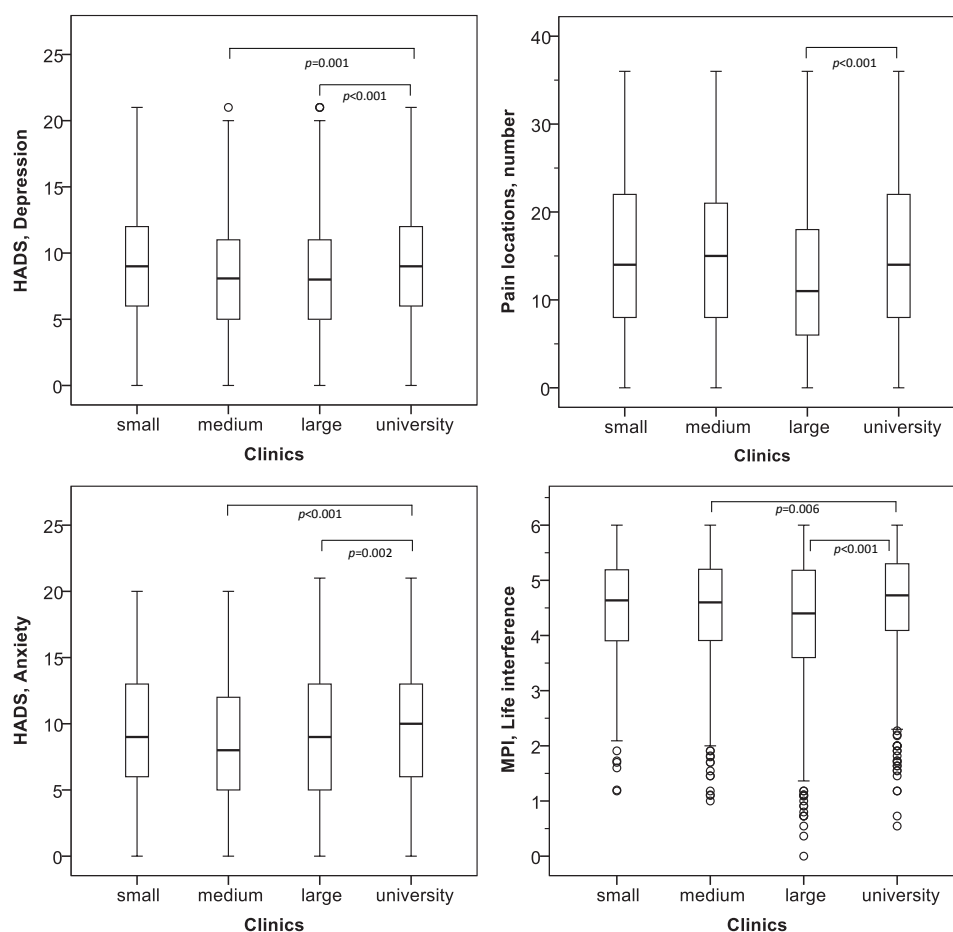 HADS, Depression
25
20
15
10
5
0
p=0.001
p<0.001
small medium large university
Clinics
Pain locations, number
40
30
20
10
0
p<0.001
small medium large university
Clinics
HADS, Anxiety
25
20
15
10
5
0
p<0.001
p=0.002
small medium large university
Clinics
MPI, Life interference
6
5
4
3
2
1
0
p=0.006
p<0.001
small medium large university
Clinics